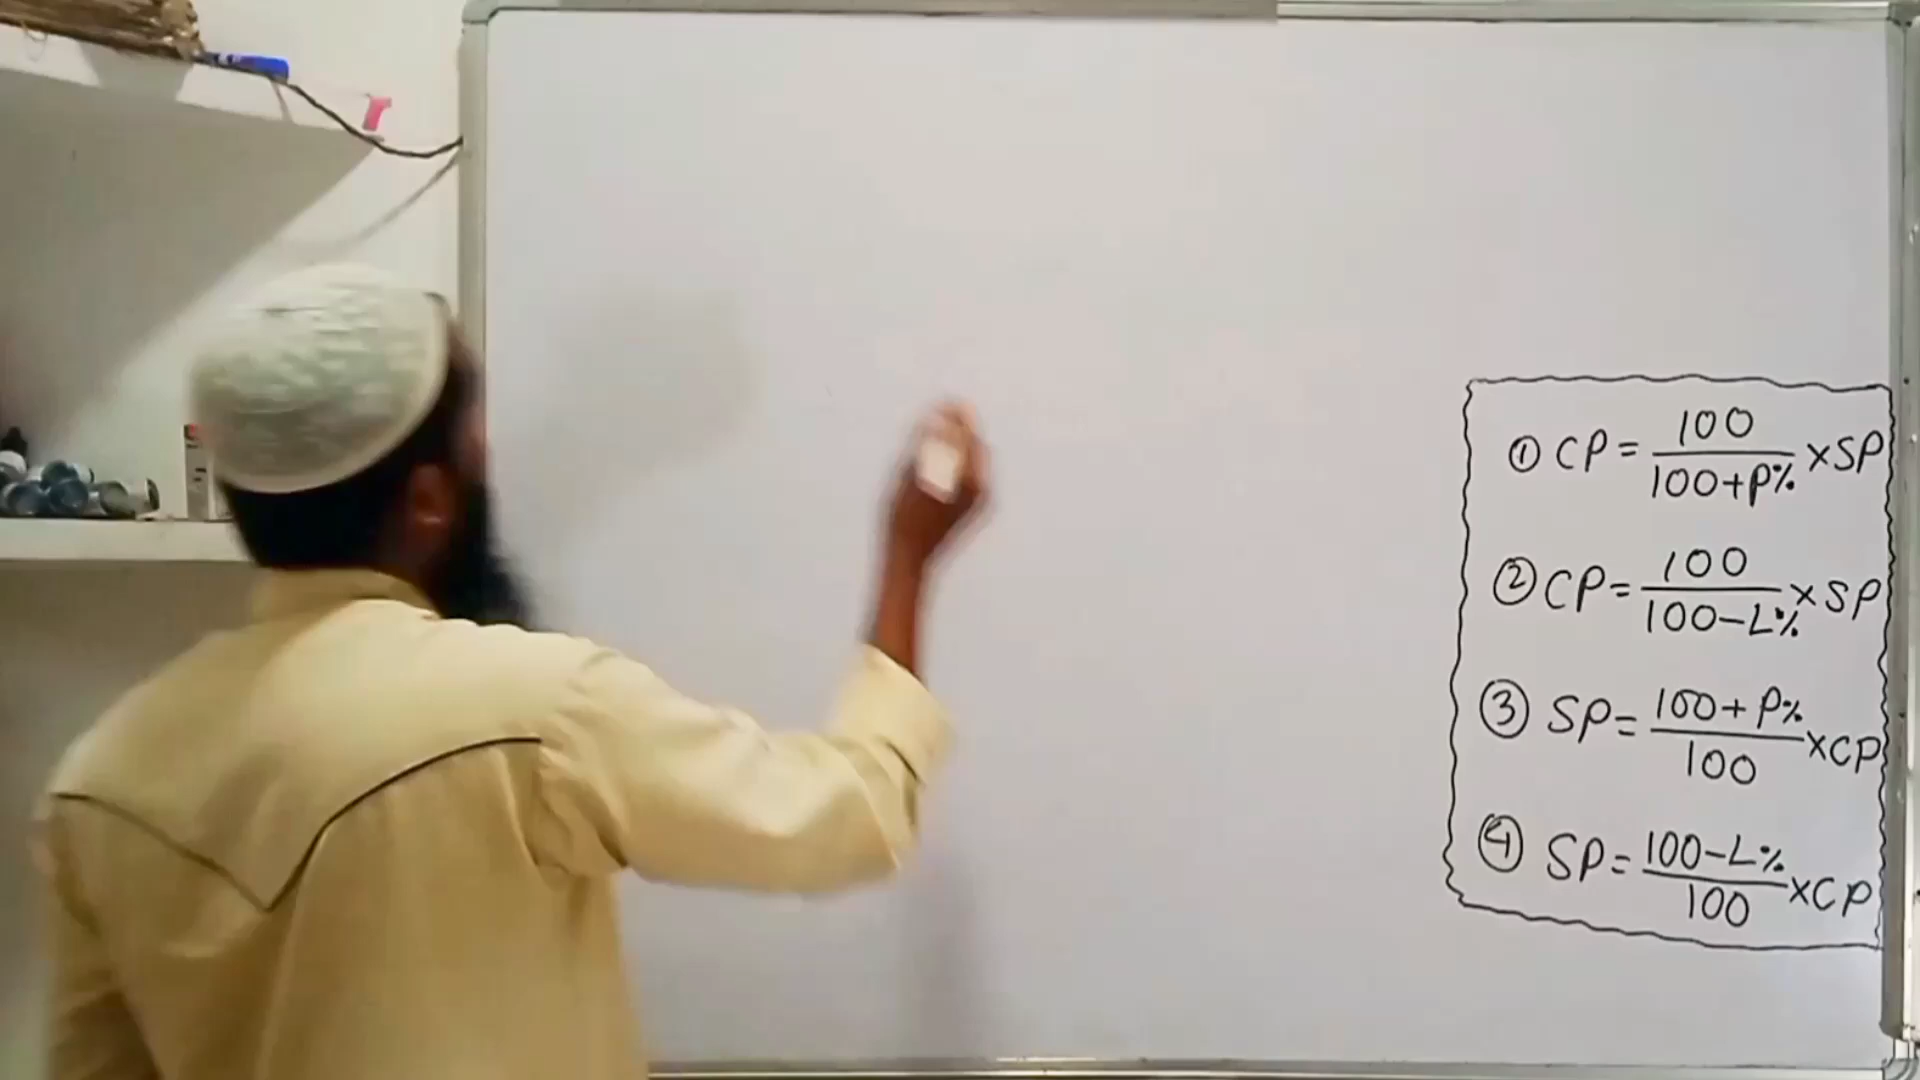 ① CP = 100/(100+P%) × SP
② CP = 100/(100-L%) × SP
③ SP = (100+P%)/100 × CP
④ SP = (100-L%)/100 × CP